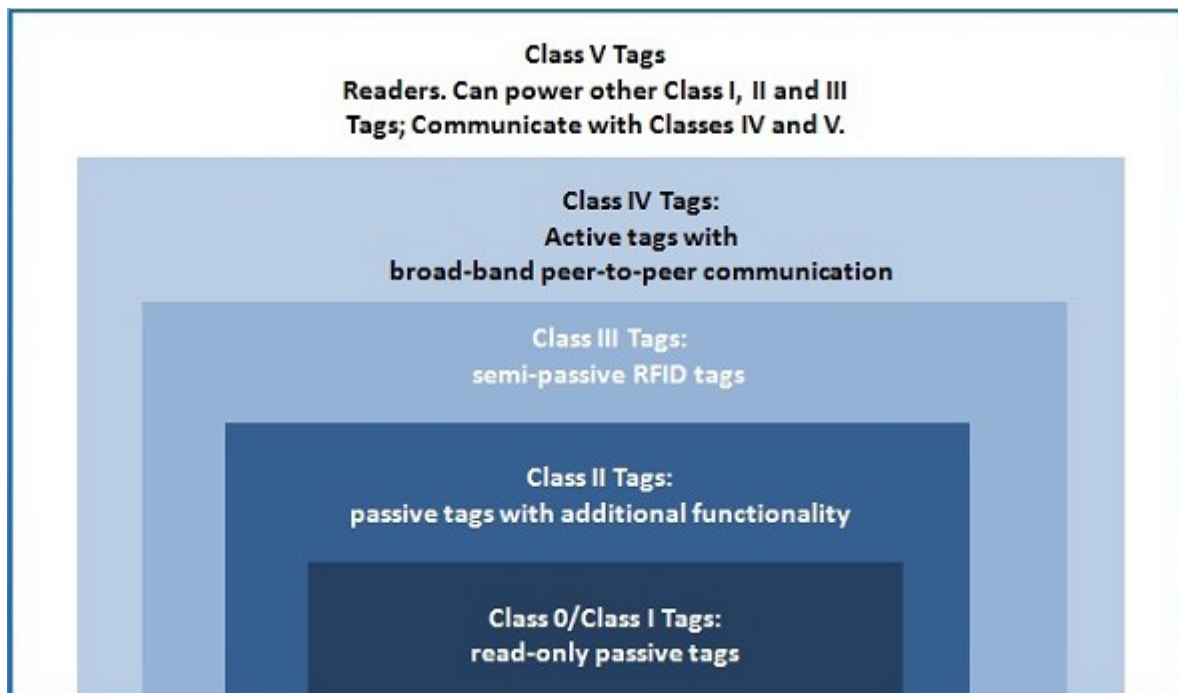 Class V Tags
Readers. Can power other Class I, II and III
Tags; Communicate with Classes IV and V.
Class IV Tags:
Active tags with
broad-band peer-to-peer communication
Class III Tags:
semi-passive RFID tags
Class II Tags:
passive tags with additional functionality
Class 0/Class I Tags:
read-only passive tags